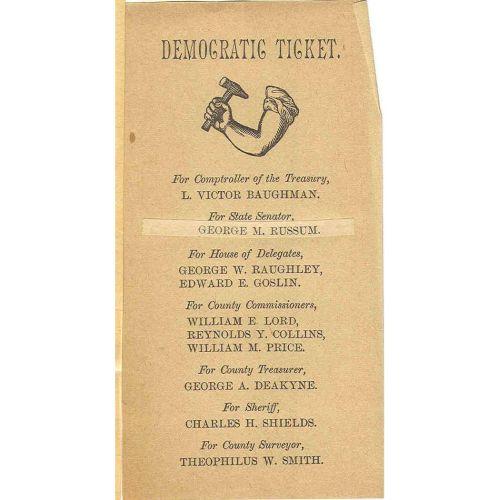 DEMOCRATIC TICKET.
For Comptroller of the Treasury,
L. VICTOR BAUGHMAN.
For State Senator,
GEORGE M. RUSSUM.
For House of Delegates,
GEORGE W. RAUGHLEY,
EDWARD E. GOSLIN.
For County Commissioners,
WILLIAM E. LORD,
REYNOLDS Y. COLLINS,
WILLIAM M. PRICE.
For County Treasurer,
GEORGE A. DEAKYNE.
For Sheriff,
CHARLES H. SHIELDS.
For County Surveyor,
THEOPHILUS W. SMITH.